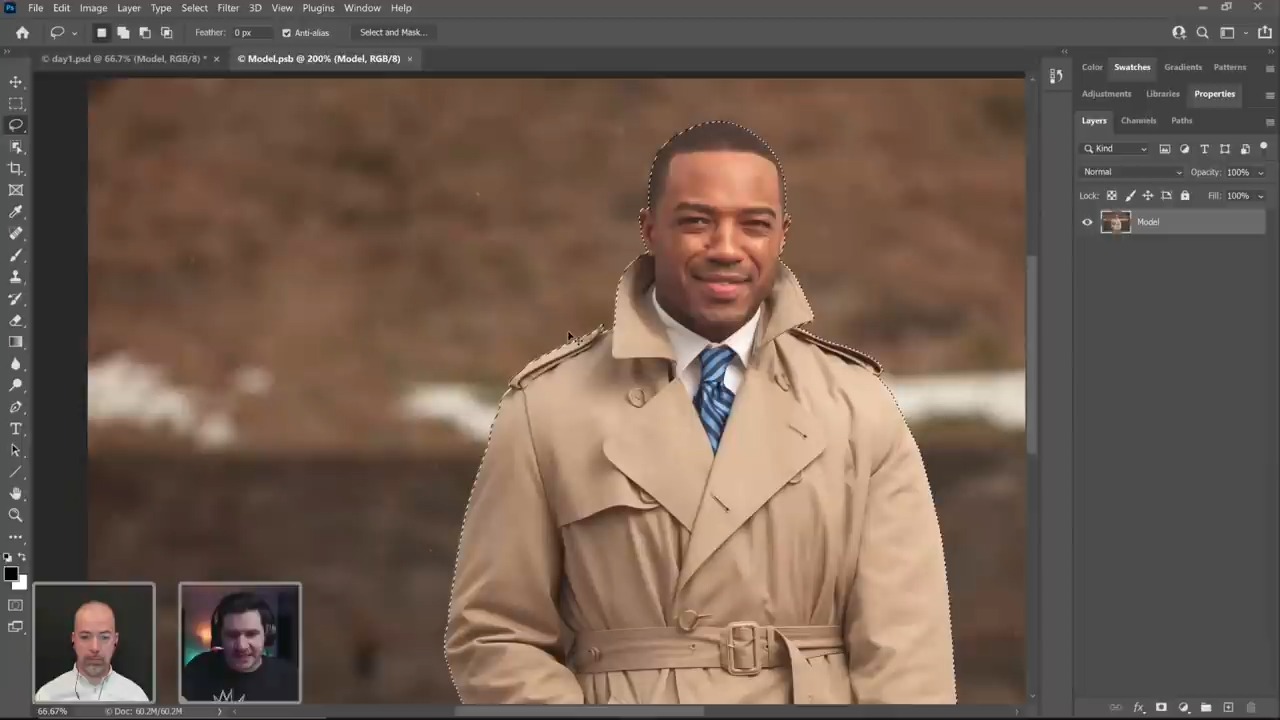 Ps File Edit Image Layer Type Select Filter 3D View Plugins Window Help
Feather: 0 px Anti-alias Select and Mask...
© day1.psd @ 66.7% (Model, RGB/8) * × © Model.psb @ 200% (Model, RGB/8) ×
Color Swatches Gradients Patterns
Adjustments Libraries Properties
Layers Channels Paths
Kind
Normal Opacity: 100%
Lock: Fill: 100%
Model
66.67% © Doc: 60.2M/60.2M